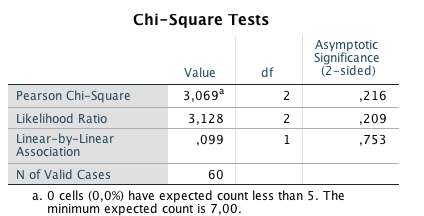 Chi-Square Tests
Value df Asymptotic Significance (2-sided)
Pearson Chi-Square 3,069a 2 ,216
Likelihood Ratio 3,128 2 ,209
Linear-by-Linear Association ,099 1 ,753
N of Valid Cases 60
a. 0 cells (0,0%) have expected count less than 5. The
minimum expected count is 7,00.